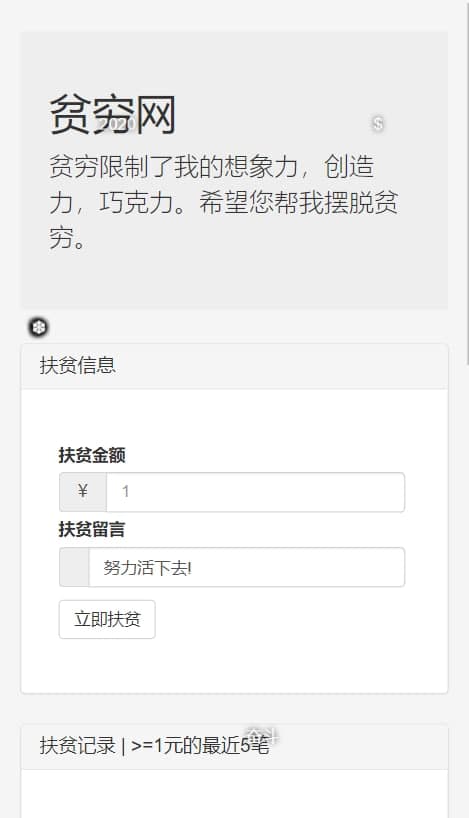 贫穷网
2020
$
贫穷限制了我的想象力，创造
力，巧克力。希望您帮我摆脱贫
穷。
扶贫信息
扶贫金额
¥ 1
扶贫留言
努力活下去!
立即扶贫
扶贫记录 | >=1元的最近5笔
奋斗